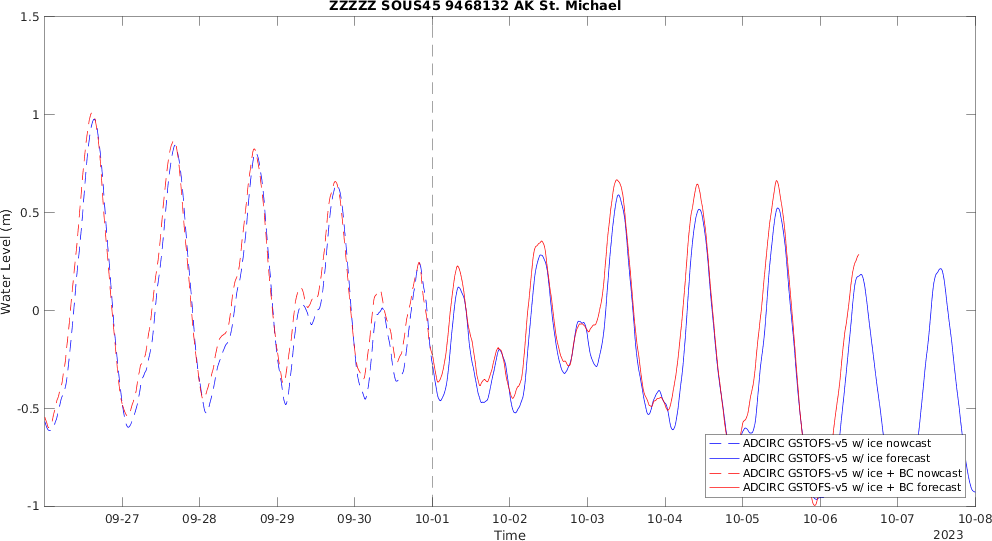 ZZZZZ SOUS45 9468132 AK St. Michael
1.5
1
0.5
0
-0.5
-1
Water Level (m)
09-27 09-28 09-29 09-30 10-01 10-02 10-03 10-04 10-05 10-06 10-07 10-08
Time
2023
ADCIRC GSTOFS-v5 w/ ice nowcast
ADCIRC GSTOFS-v5 w/ ice forecast
ADCIRC GSTOFS-v5 w/ ice + BC nowcast
ADCIRC GSTOFS-v5 w/ ice + BC forecast